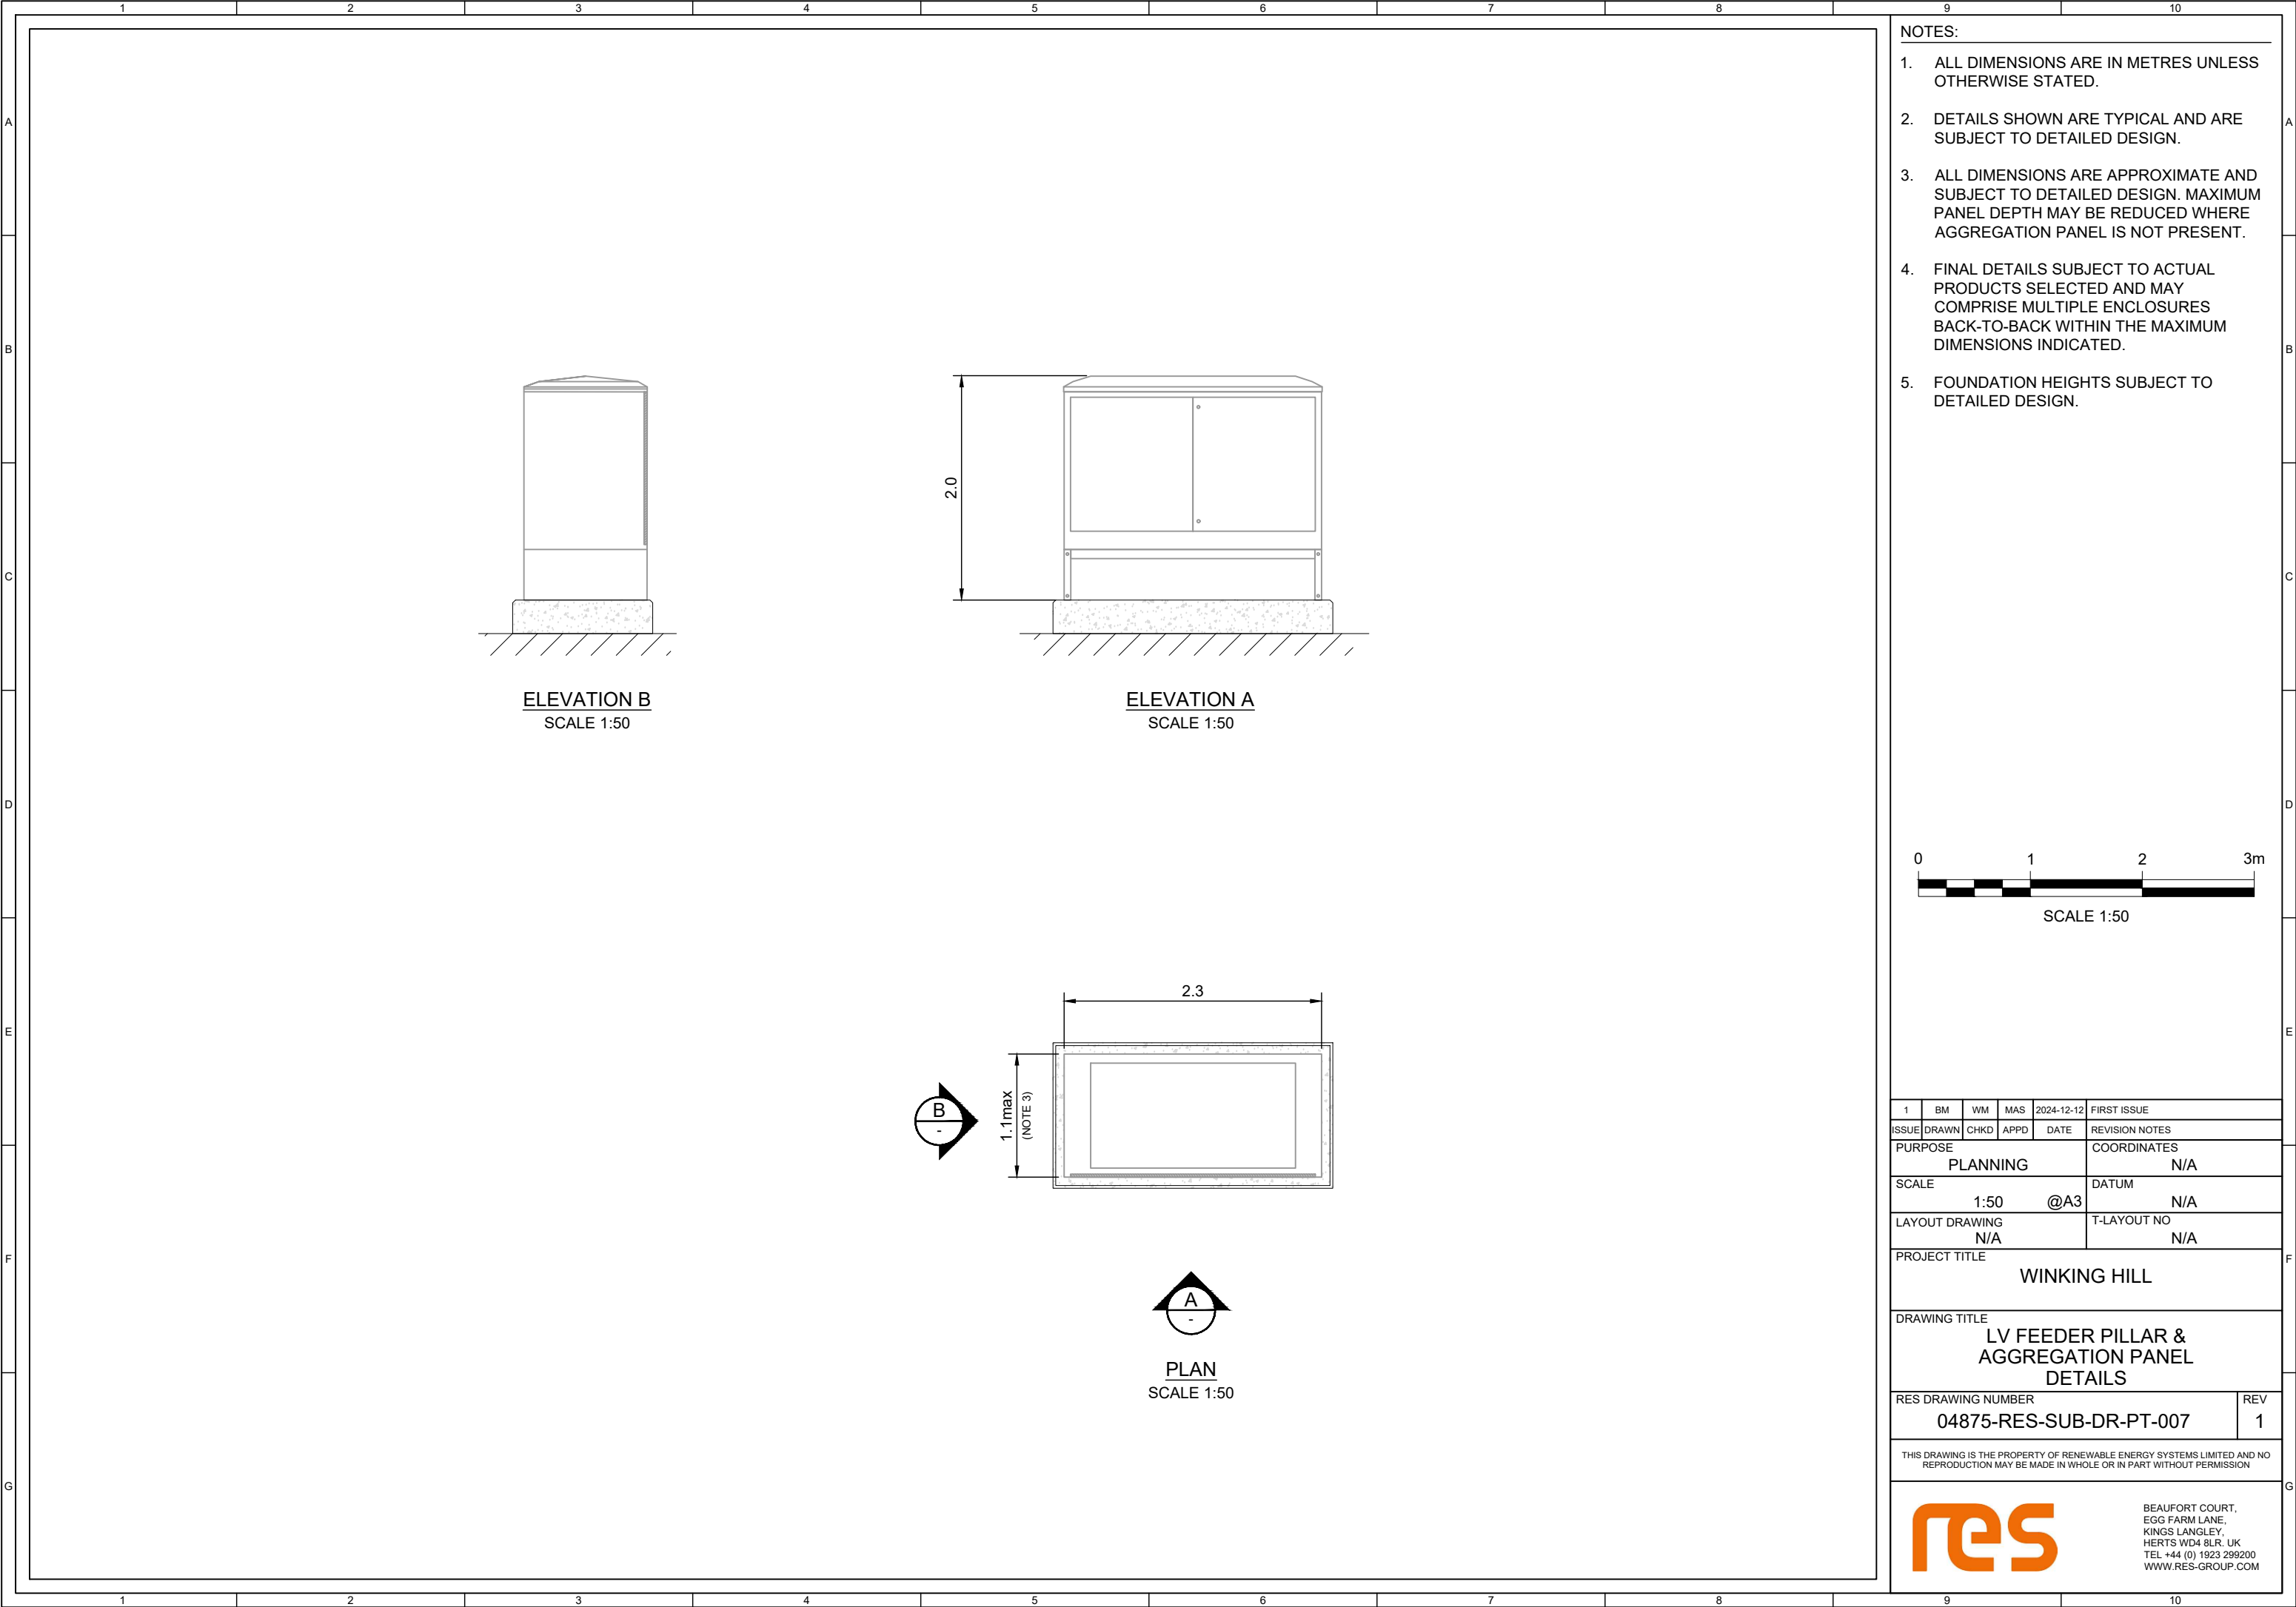 1 2 3 4 5 6 7 8 9 10
A
B
C
D
E
F
G
A
B
C
D
E
F
G
1 2 3 4 5 6 7 8 9 10
2.0
ELEVATION B
SCALE 1:50
ELEVATION A
SCALE 1:50
2.3
1.1max
(NOTE 3)
B
-
A
-
PLAN
SCALE 1:50
NOTES:
1. ALL DIMENSIONS ARE IN METRES UNLESS
OTHERWISE STATED.
2. DETAILS SHOWN ARE TYPICAL AND ARE
SUBJECT TO DETAILED DESIGN.
3. ALL DIMENSIONS ARE APPROXIMATE AND
SUBJECT TO DETAILED DESIGN. MAXIMUM
PANEL DEPTH MAY BE REDUCED WHERE
AGGREGATION PANEL IS NOT PRESENT.
4. FINAL DETAILS SUBJECT TO ACTUAL
PRODUCTS SELECTED AND MAY
COMPRISE MULTIPLE ENCLOSURES
BACK-TO-BACK WITHIN THE MAXIMUM
DIMENSIONS INDICATED.
5. FOUNDATION HEIGHTS SUBJECT TO
DETAILED DESIGN.
0 1 2 3m
SCALE 1:50
1 BM WM MAS 2024-12-12 FIRST ISSUE
ISSUE DRAWN CHKD APPD DATE REVISION NOTES
PURPOSE COORDINATES
PLANNING N/A
SCALE DATUM
1:50 @A3 N/A
LAYOUT DRAWING T-LAYOUT NO
N/A N/A
PROJECT TITLE
WINKING HILL
DRAWING TITLE
LV FEEDER PILLAR &
AGGREGATION PANEL
DETAILS
RES DRAWING NUMBER REV
04875-RES-SUB-DR-PT-007 1
THIS DRAWING IS THE PROPERTY OF RENEWABLE ENERGY SYSTEMS LIMITED AND NO
REPRODUCTION MAY BE MADE IN WHOLE OR IN PART WITHOUT PERMISSION
res
BEAUFORT COURT,
EGG FARM LANE,
KINGS LANGLEY,
HERTS WD4 8LR. UK
TEL +44 (0) 1923 299200
WWW.RES-GROUP.COM